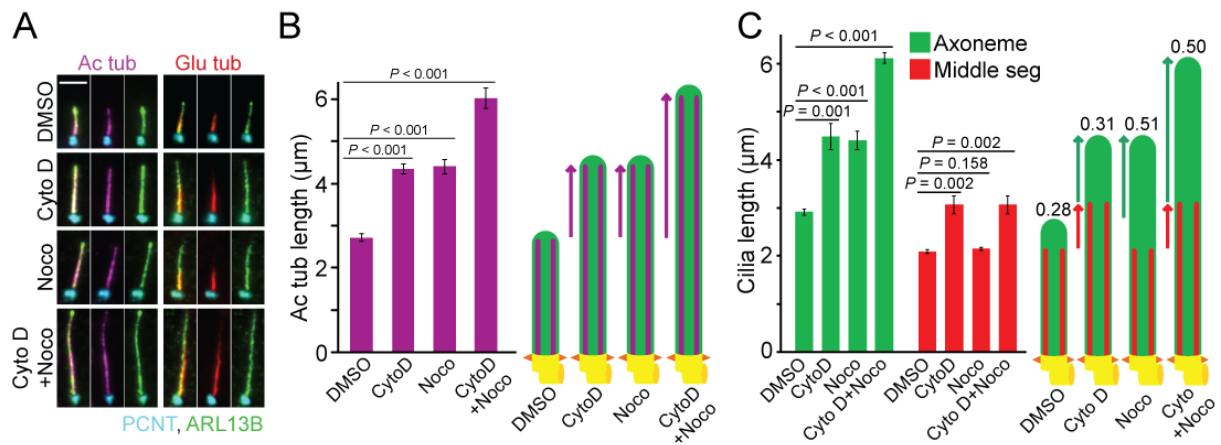 A
Ac tub
Glu tub
DMSO
Cyto D
Noco
Cyto D
+Noco
PCNT, ARL13B
B
Ac tub length (μm)
6
4
2
0
P < 0.001
P < 0.001
P < 0.001
DMSO
CytoD
Noco
CytoD
+Noco
DMSO
CytoD
Noco
CytoD
+Noco
C
Axoneme
Middle seg
Cilia length (μm)
6
4
2
0
P < 0.001
P < 0.001
P = 0.001
P = 0.002
P = 0.158
P = 0.002
DMSO
CytoD
Noco
Cyto D+Noco
DMSO
CytoD
Noco
Cyto D+Noco
0.28
0.31
0.51
0.50
DMSO
Cyto D
Noco
Cyto
+Noco